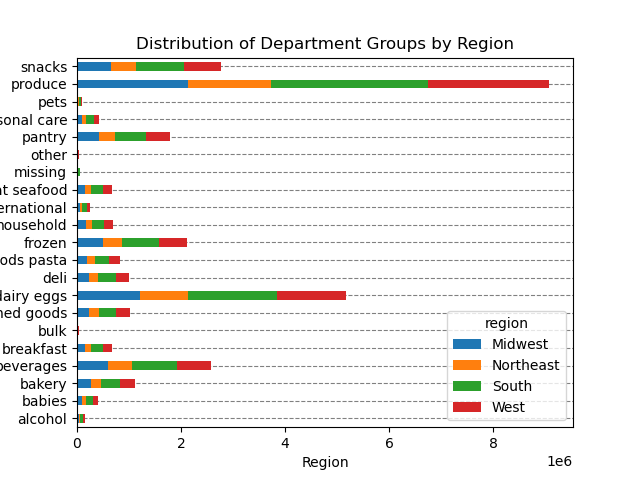 Distribution of Department Groups by Region
snacks
produce
pets
sonal care
pantry
other
missing
at seafood
ernational
household
frozen
ods pasta
deli
dairy eggs
ned goods
bulk
breakfast
beverages
bakery
babies
alcohol
region
Midwest
Northeast
South
West
0 2 4 6 8
1e6
Region